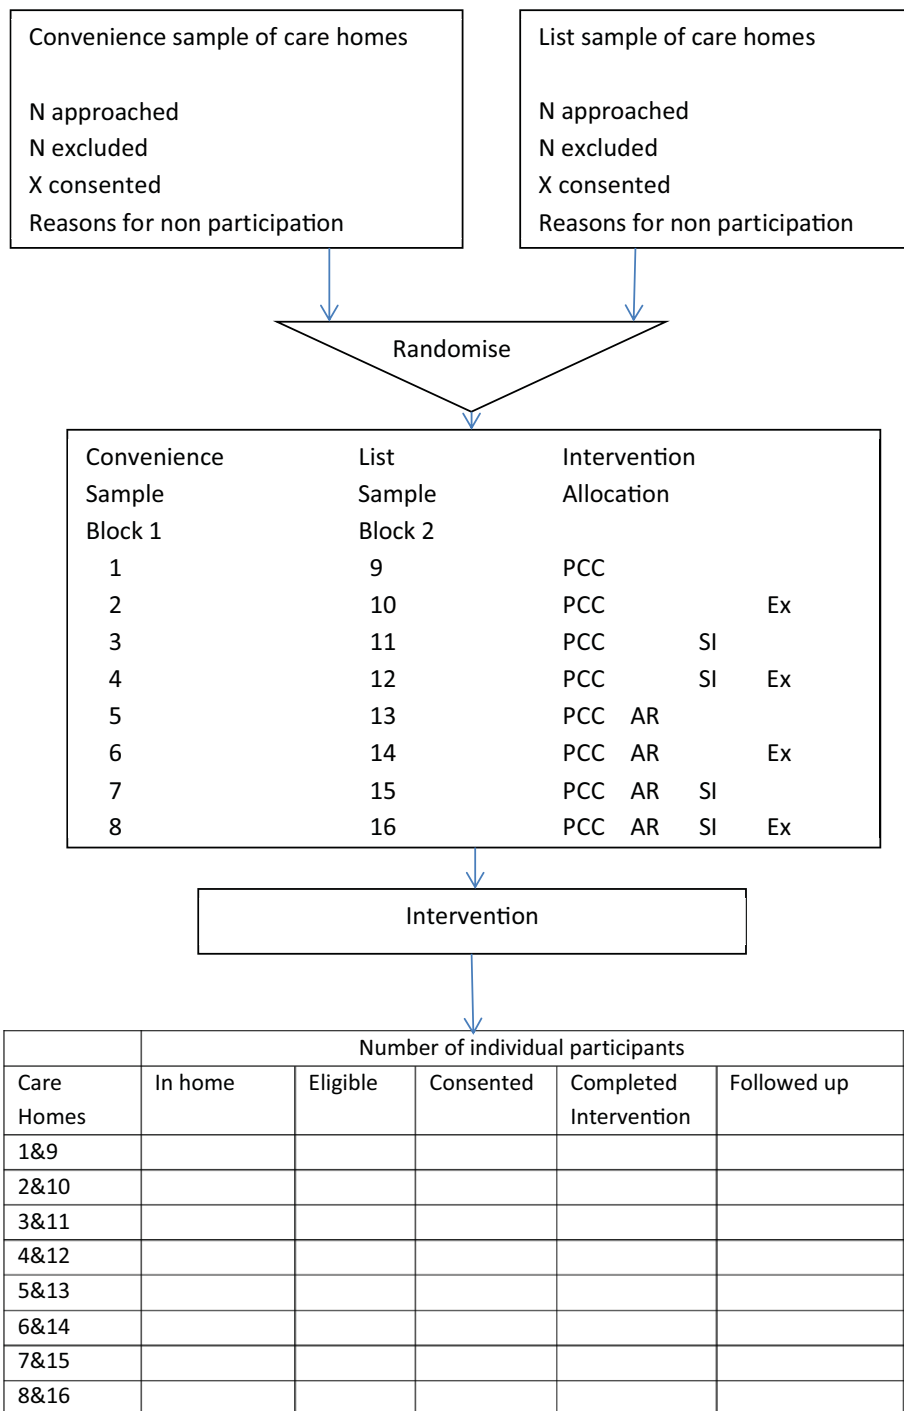 Convenience sample of care homes
N approached
N excluded
X consented
Reasons for non participation
List sample of care homes
N approached
N excluded
X consented
Reasons for non participation
Randomise
Convenience List Intervention
Sample Sample Allocation
Block 1 Block 2
1 9 PCC
2 10 PCC Ex
3 11 PCC SI
4 12 PCC SI Ex
5 13 PCC AR
6 14 PCC AR Ex
7 15 PCC AR SI
8 16 PCC AR SI Ex
Intervention
Number of individual participants
Care In home Eligible Consented Completed Followed up
Homes Intervention
1&9
2&10
3&11
4&12
5&13
6&14
7&15
8&16